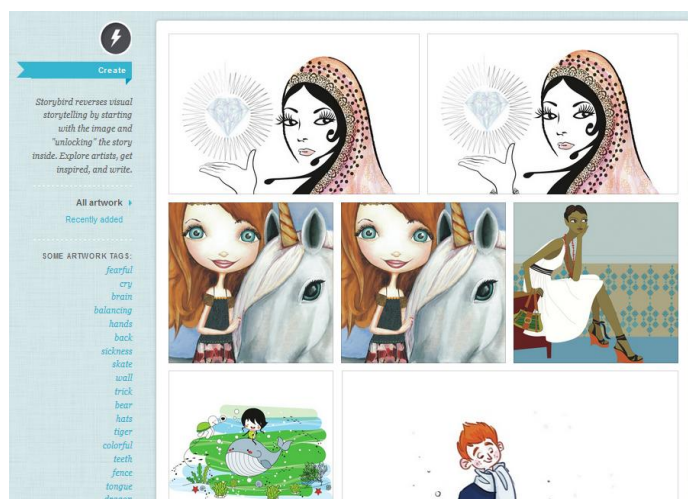 Create
Storybird reverses visual
storytelling by starting
with the image and
"unlocking" the story
inside. Explore artists, get
inspired, and write.
All artwork
Recently added
SOME ARTWORK TAGS:
fearful
cry
brain
balancing
hands
back
sickness
skate
wall
trick
bear
hats
tiger
colorful
teeth
fence
tongue